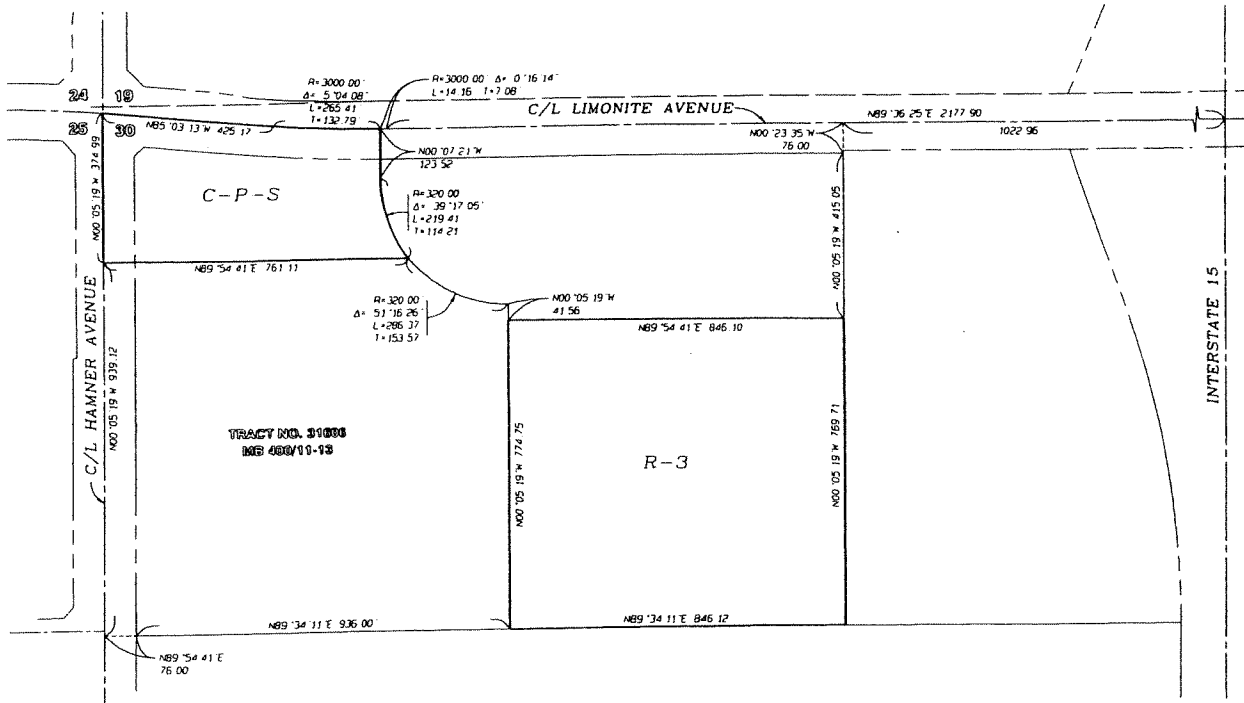 R=3000 00'
Δ= 5°04'08"
L=265.41
T=132.79
R=3000 00' Δ= 0°16'14"
L=14.16 T=7.08'
C/L LIMONITE AVENUE
N89°36'25"E 2177.90
1022.96
24 19
25 30
N85°03'13"W 425.17
N00°07'21"W
123.52
N00°23'35"W
76.00
N00°05'19"W 374.99
C-P-S
R=320 00
Δ= 39°17'05"
L=219.41
T=114.21
N00°05'19"W 415.05
N89°54'41"E 761.11
R=320 00'
Δ= 51°16'26"
L=286.37
T=153.57
N00°05'19"W
41.56
N89°54'41"E 846.10
INTERSTATE 15
C/L HAMNER AVENUE
N00°05'19"W 939.12
TRACT NO. 31606
MB 400/11-13
N00°05'19"W 774.75
R-3
N00°05'19"W 769.71
N89°34'11"E 936.00'
N89°34'11"E 846.12
N89°54'41"E
76.00